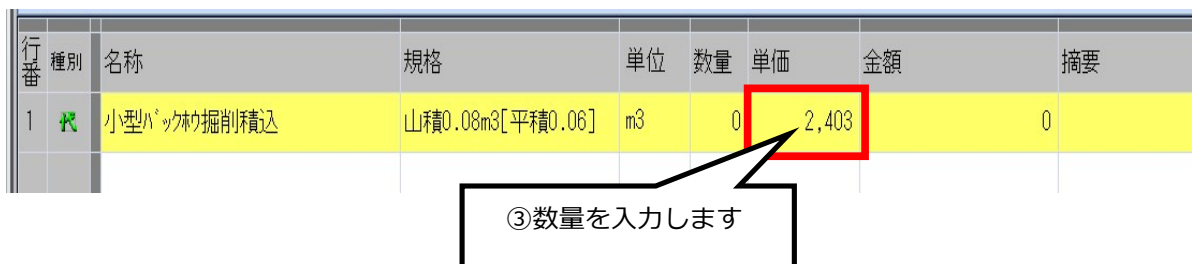 行番 種別 名称 規格 単位 数量 単価 金額 摘要
1 代 小型ﾊﾞｯｸﾎｳ掘削積込 山積0.08m3[平積0.06] m3 0 2,403 0
③数量を入力します